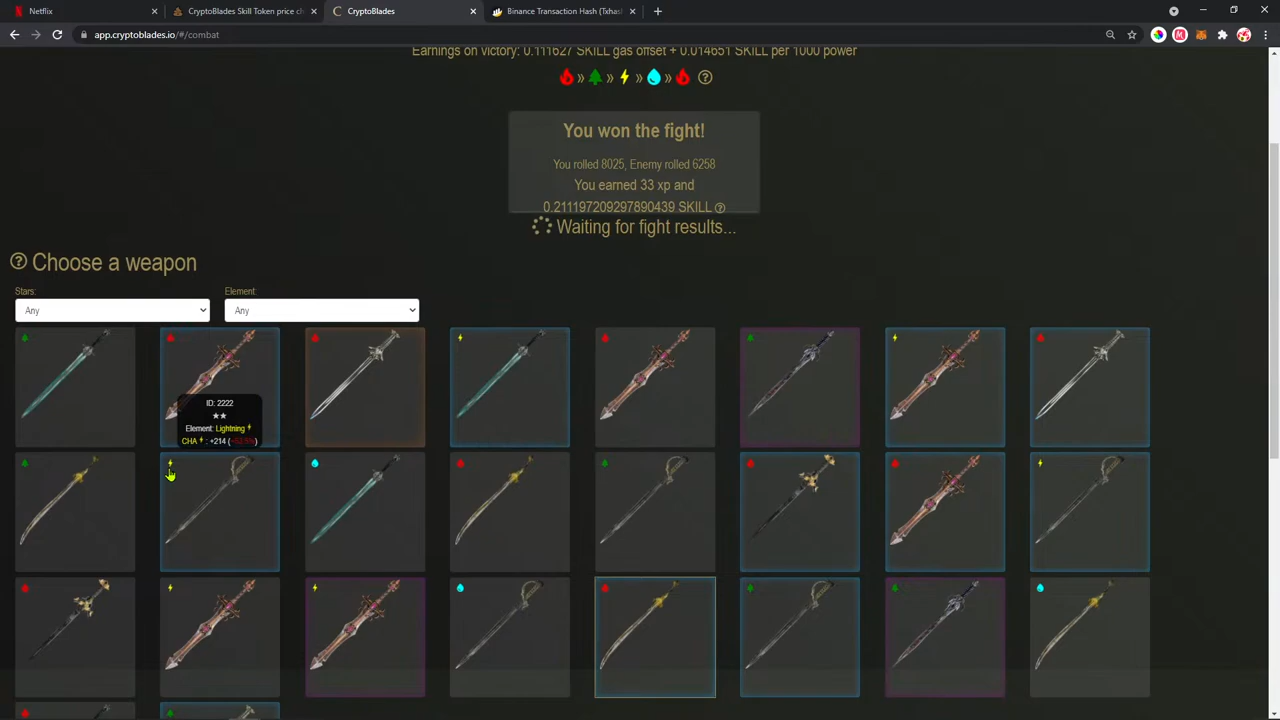 Netflix
CryptoBlades Skill Token price ch
CryptoBlades
Binance Transaction Hash (Txhas
app.cryptoblades.io/#/combat
Earnings on victory: 0.111627 SKILL gas offset + 0.014651 SKILL per 1000 power
You won the fight!
You rolled 8025, Enemy rolled 6258
You earned 33 xp and
0.211197209297890439 SKILL
Waiting for fight results...
Choose a weapon
Stars:
Element:
Any
Any
ID: 2222
★★
Element: Lightning
CHA : +214 (+52.5%)